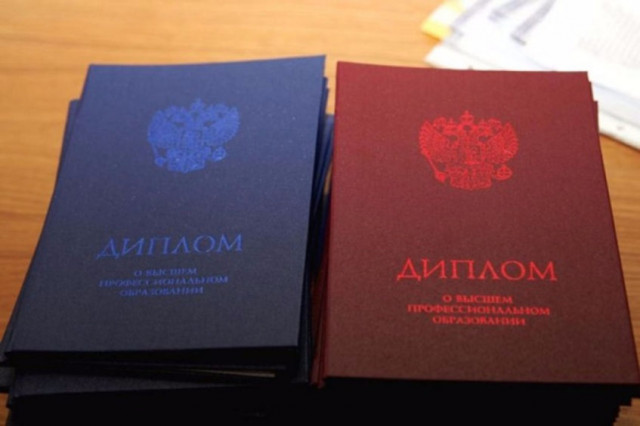 ДИПЛОМ
О ВЫСШЕМ
ПРОФЕССИОНАЛЬНОМ
ОБРАЗОВАНИИ
ДИПЛОМ
О ВЫСШЕМ
ПРОФЕССИОНАЛЬНОМ
ОБРАЗОВАНИИ